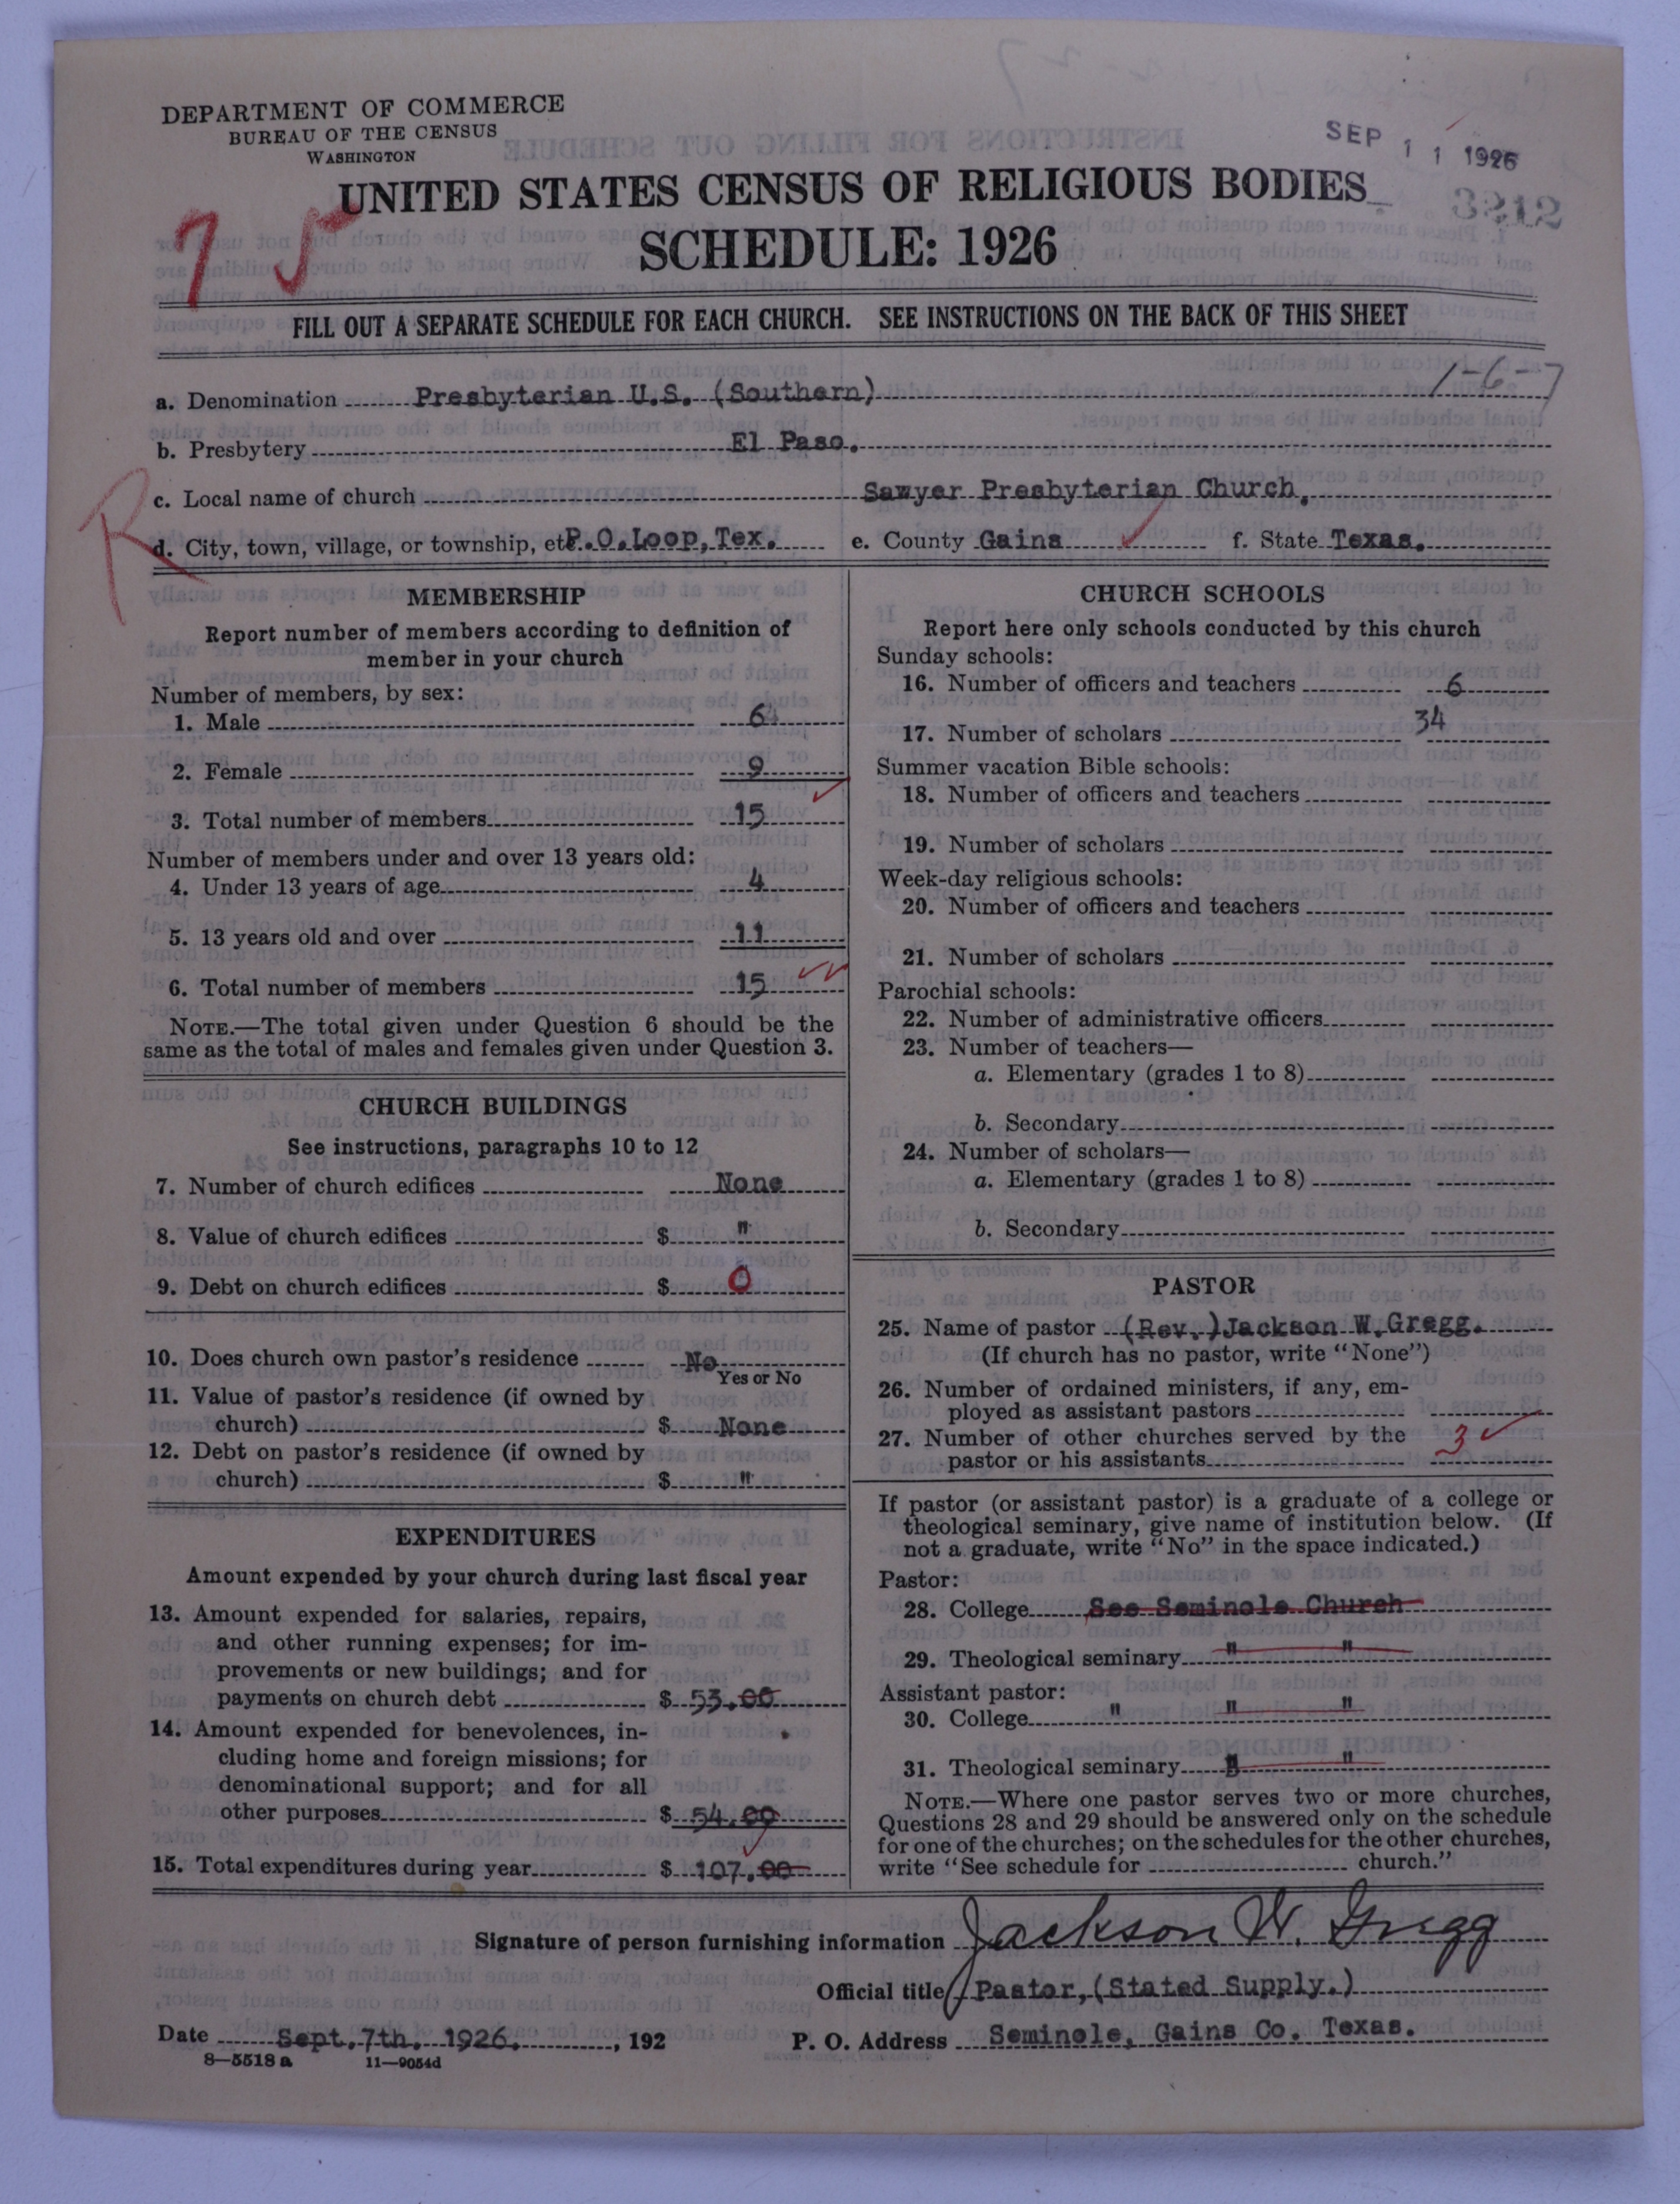 DEPARTMENT OF COMMERCE
BUREAU OF THE CENSUS
WASHINGTON
SEP 11 1926
3212
UNITED STATES CENSUS OF RELIGIOUS BODIES
SCHEDULE: 1926
7 5
FILL OUT A SEPARATE SCHEDULE FOR EACH CHURCH. SEE INSTRUCTIONS ON THE BACK OF THIS SHEET
1-6-7
a. Denomination Presbyterian U.S. (Southern)
b. Presbytery El Paso.
c. Local name of church Sawyer Presbyterian Church.
R
d. City, town, village, or township, etc. P.O.Loop,Tex. e. County Gains f. State Texas.
MEMBERSHIP
Report number of members according to definition of
member in your church
Number of members, by sex:
1. Male 6
2. Female 9
3. Total number of members 15
Number of members under and over 13 years old:
4. Under 13 years of age 4
5. 13 years old and over 11
6. Total number of members 15
NOTE.—The total given under Question 6 should be the
same as the total of males and females given under Question 3.
CHURCH BUILDINGS
See instructions, paragraphs 10 to 12
7. Number of church edifices None
8. Value of church edifices $ "
9. Debt on church edifices $ 0
10. Does church own pastor's residence No
Yes or No
11. Value of pastor's residence (if owned by
church) $ None
12. Debt on pastor's residence (if owned by
church) $ "
EXPENDITURES
Amount expended by your church during last fiscal year
13. Amount expended for salaries, repairs,
and other running expenses; for im-
provements or new buildings; and for
payments on church debt $ 53.00
14. Amount expended for benevolences, in-
cluding home and foreign missions; for
denominational support; and for all
other purposes $ 54.00
15. Total expenditures during year $ 107.00
CHURCH SCHOOLS
Report here only schools conducted by this church
Sunday schools:
16. Number of officers and teachers 6
17. Number of scholars 34
Summer vacation Bible schools:
18. Number of officers and teachers
19. Number of scholars
Week-day religious schools:
20. Number of officers and teachers
21. Number of scholars
Parochial schools:
22. Number of administrative officers
23. Number of teachers—
a. Elementary (grades 1 to 8)
b. Secondary
24. Number of scholars—
a. Elementary (grades 1 to 8)
b. Secondary
PASTOR
25. Name of pastor (Rev.)Jackson W.Gregg.
(If church has no pastor, write "None")
26. Number of ordained ministers, if any, em-
ployed as assistant pastors
27. Number of other churches served by the
pastor or his assistants 3
If pastor (or assistant pastor) is a graduate of a college or
theological seminary, give name of institution below. (If
not a graduate, write "No" in the space indicated.)
Pastor:
28. College See Seminole Church
29. Theological seminary " "
Assistant pastor:
30. College " " "
31. Theological seminary " "
NOTE.—Where one pastor serves two or more churches,
Questions 28 and 29 should be answered only on the schedule
for one of the churches; on the schedules for the other churches,
write "See schedule for church."
Signature of person furnishing information Jackson W. Gregg
Official title Pastor,(Stated Supply.)
Date Sept.7th. 1926. , 192 P. O. Address Seminole, Gains Co. Texas.
8—5518 a 11—9054d